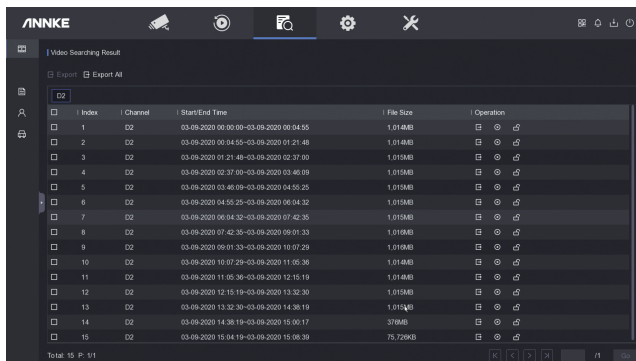 ANNKE
Video Searching Result
Export Export All
D2
Index Channel Start/End Time File Size Operation
1 D2 03-09-2020 00:00:00~03-09-2020 00:04:55 1,014MB
2 D2 03-09-2020 00:04:55~03-09-2020 01:21:48 1,014MB
3 D2 03-09-2020 01:21:48~03-09-2020 02:37:00 1,015MB
4 D2 03-09-2020 02:37:00~03-09-2020 03:46:09 1,015MB
5 D2 03-09-2020 03:46:09~03-09-2020 04:55:25 1,015MB
6 D2 03-09-2020 04:55:25~03-09-2020 06:04:32 1,015MB
7 D2 03-09-2020 06:04:32~03-09-2020 07:42:35 1,015MB
8 D2 03-09-2020 07:42:35~03-09-2020 09:01:33 1,016MB
9 D2 03-09-2020 09:01:33~03-09-2020 10:07:29 1,016MB
10 D2 03-09-2020 10:07:29~03-09-2020 11:05:36 1,014MB
11 D2 03-09-2020 11:05:36~03-09-2020 12:15:19 1,014MB
12 D2 03-09-2020 12:15:19~03-09-2020 13:32:30 1,015MB
13 D2 03-09-2020 13:32:30~03-09-2020 14:38:19 1,015MB
14 D2 03-09-2020 14:38:19~03-09-2020 15:00:17 376MB
15 D2 03-09-2020 15:04:19~03-09-2020 15:08:39 75,726KB
Total: 15 P: 1/1 /1 Go